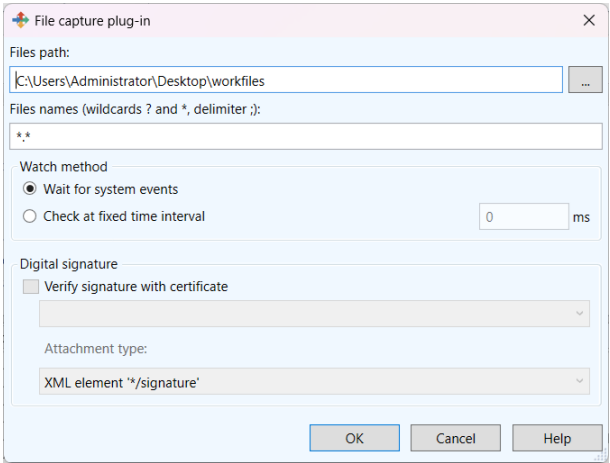 File capture plug-in
Files path:
C:\Users\Administrator\Desktop\workfiles
...
Files names (wildcards ? and *, delimiter ;):
*.*
Watch method
Wait for system events
Check at fixed time interval
0 ms
Digital signature
Verify signature with certificate
Attachment type:
XML element '*/signature'
OK Cancel Help